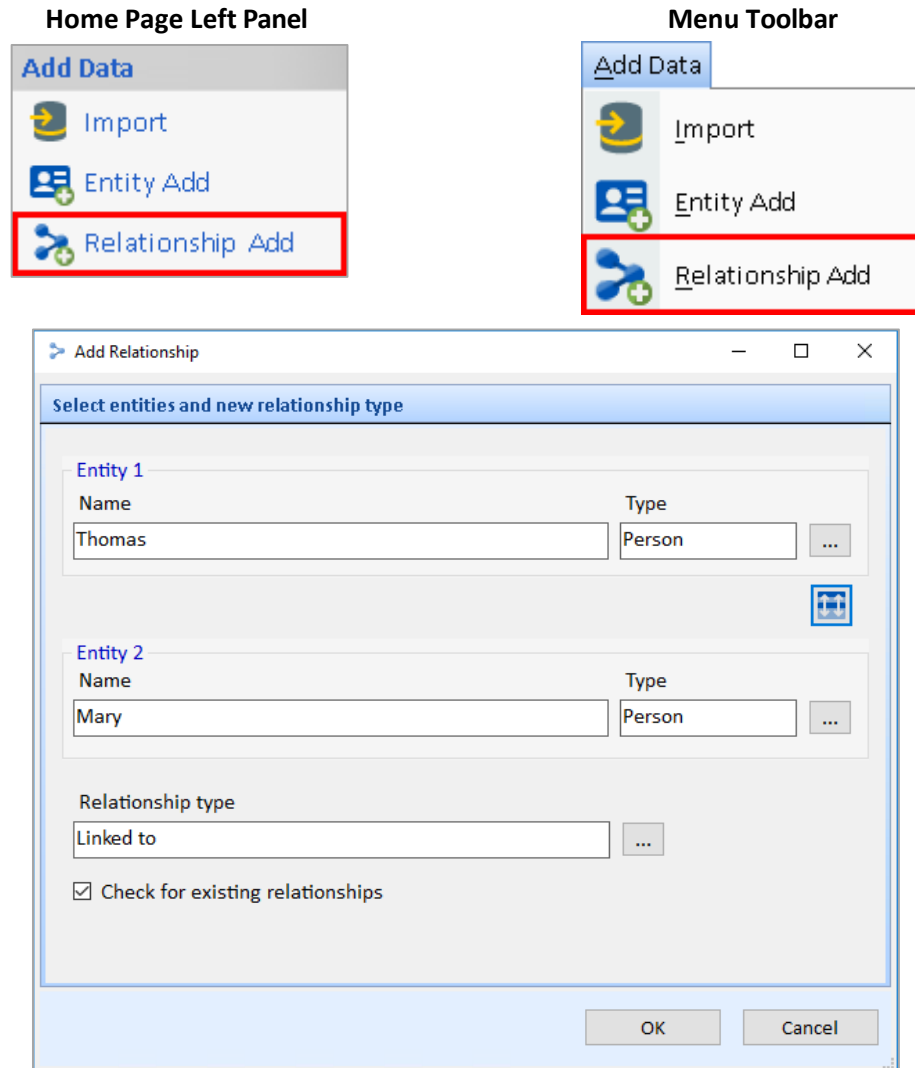 Home Page Left Panel
Menu Toolbar
Add Data
Import
Entity Add
Relationship Add
Add Data
Import
Entity Add
Relationship Add
Add Relationship
Select entities and new relationship type
Entity 1
Name Type
Thomas Person ...
Entity 2
Name Type
Mary Person ...
Relationship type
Linked to ...
Check for existing relationships
OK Cancel